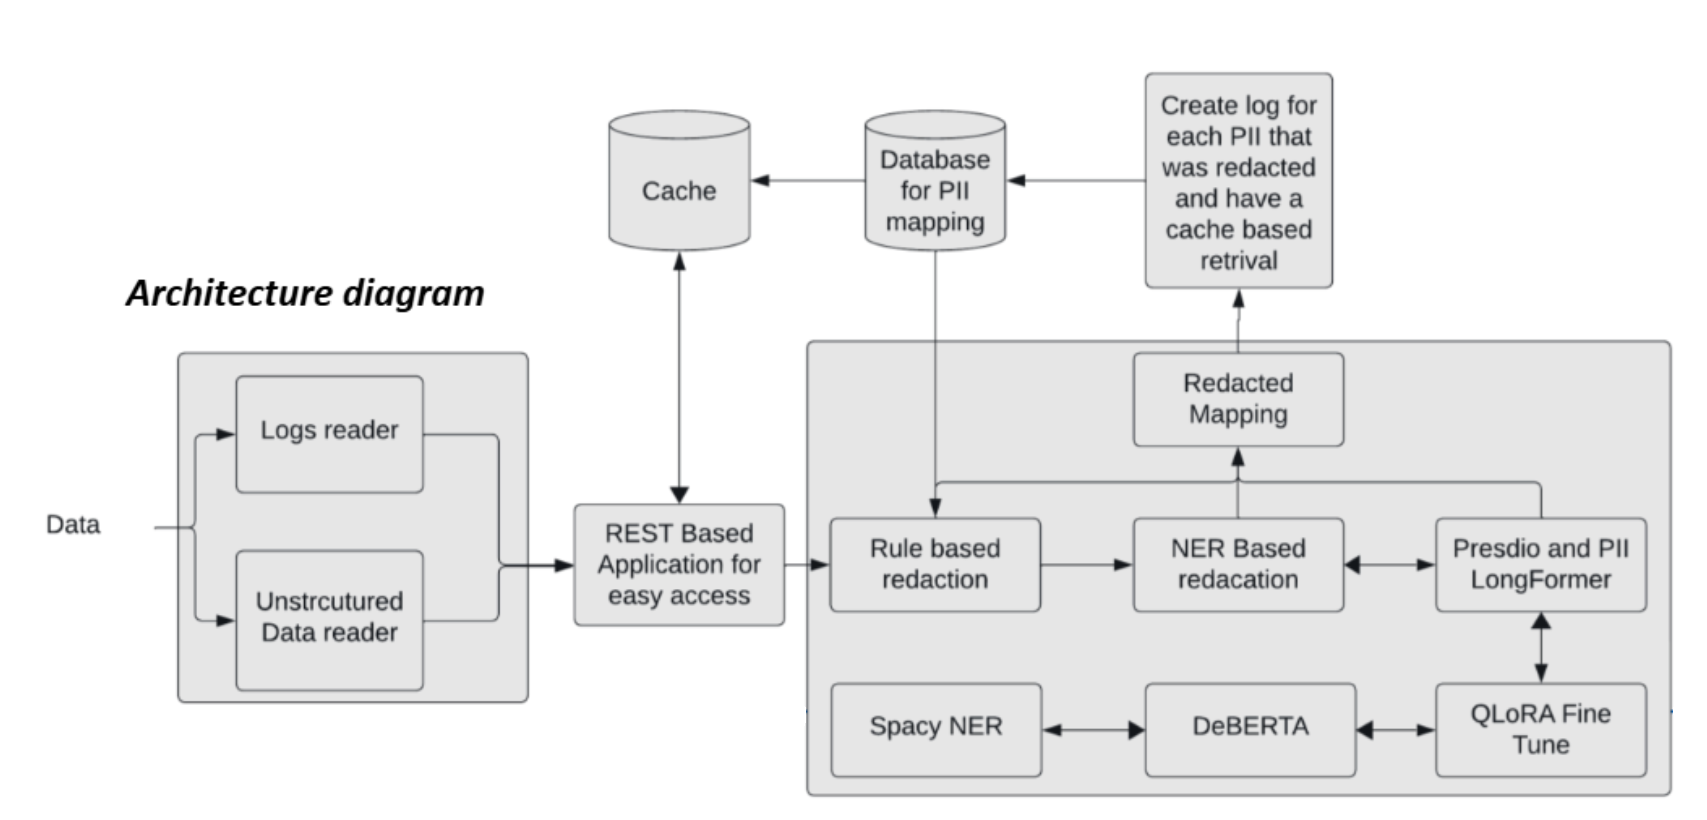 Create log for
each PII that
was redacted
and have a
cache based
retrival
Database
for PII
mapping
Cache
Architecture diagram
Redacted
Mapping
Logs reader
Data
REST Based
Application for
easy access
Rule based
redaction
NER Based
redacation
Presdio and PII
LongFormer
Unstrcutured
Data reader
Spacy NER
DeBERTA
QLoRA Fine
Tune